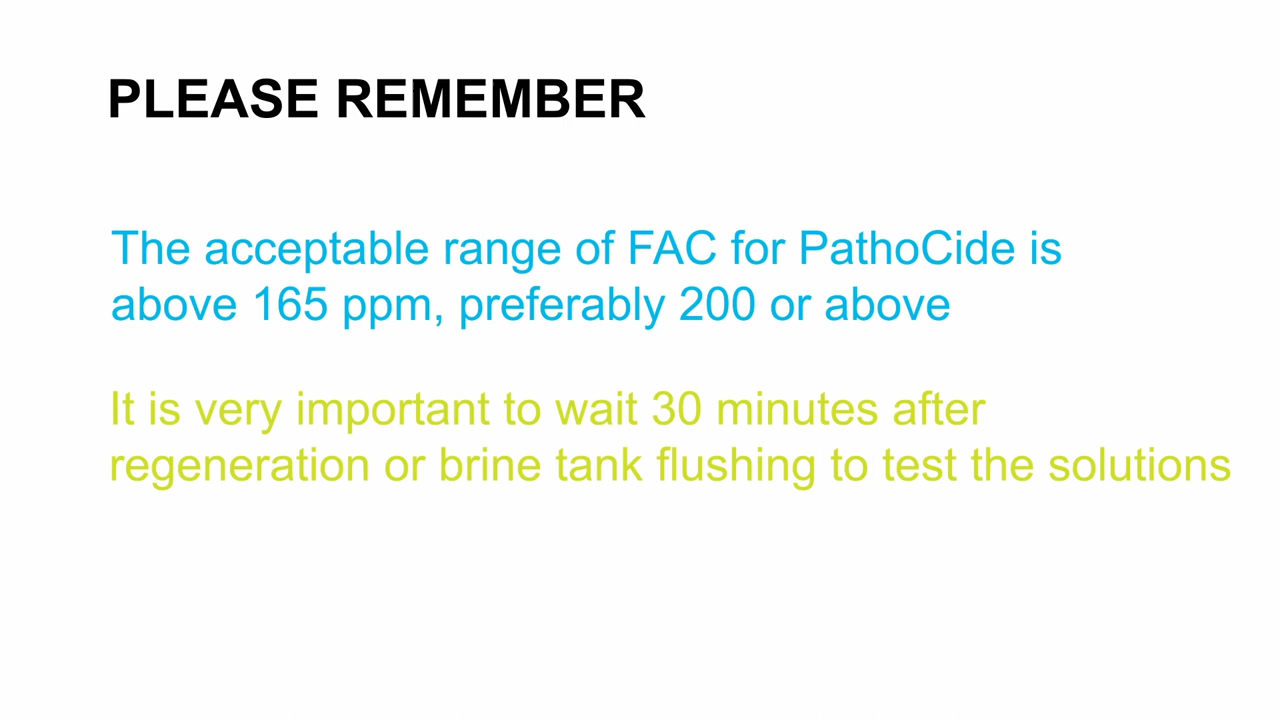 PLEASE REMEMBER
The acceptable range of FAC for PathoCide is
above 165 ppm, preferably 200 or above
It is very important to wait 30 minutes after
regeneration or brine tank flushing to test the solutions